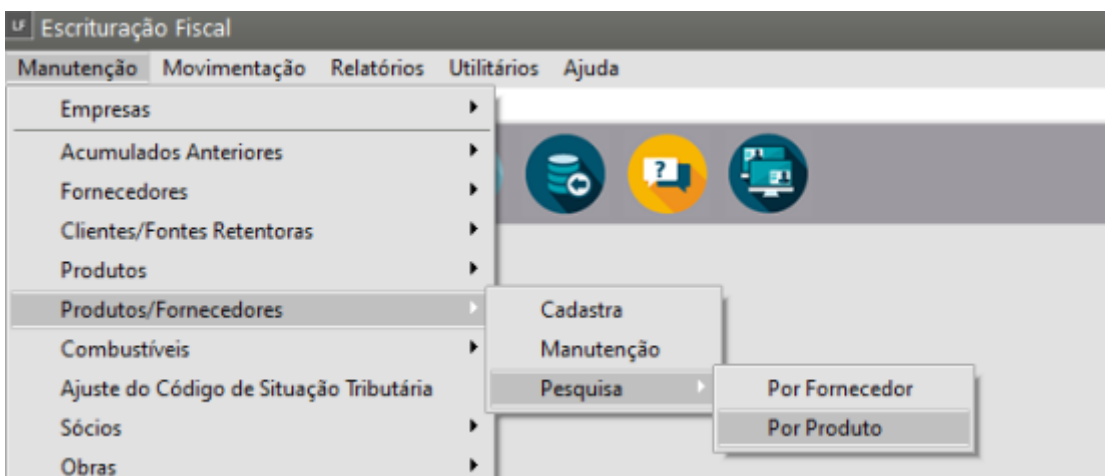 LF Escrituração Fiscal
Manutenção Movimentação Relatórios Utilitários Ajuda
Empresas
Acumulados Anteriores
?
Fornecedores
Clientes/Fontes Retentoras
Produtos
Produtos/Fornecedores
Cadastra
Combustíveis
Manutenção
Ajuste do Código de Situação Tributária
Pesquisa
Por Fornecedor
Sócios
Por Produto
Obras